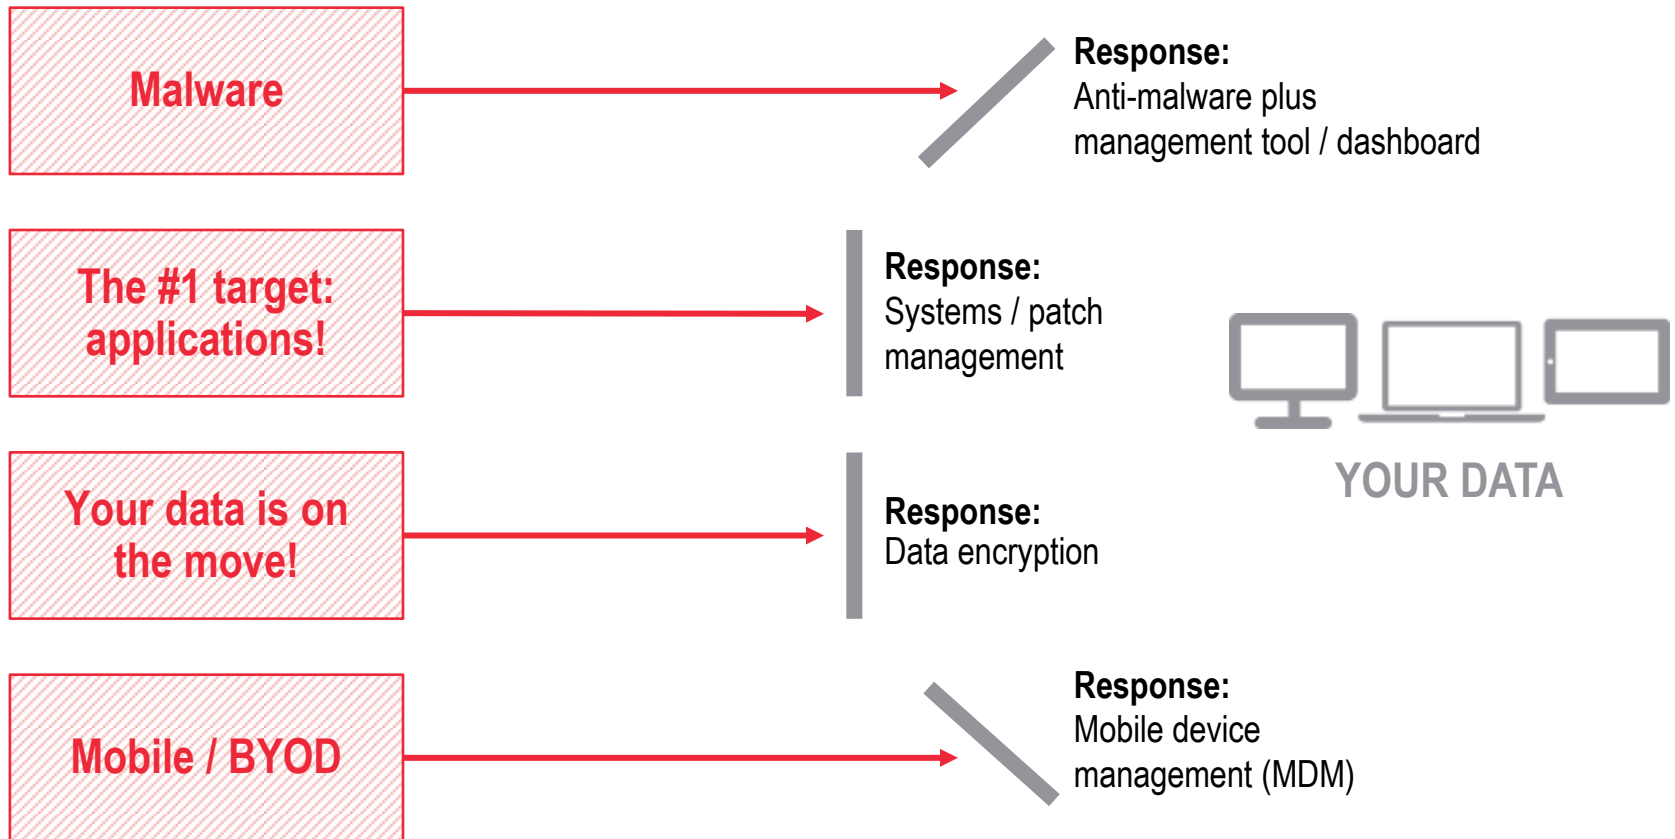 Malware
Response:
Anti-malware plus
management tool / dashboard
The #1 target:
applications!
Response:
Systems / patch
management
YOUR DATA
Your data is on
the move!
Response:
Data encryption
Mobile / BYOD
Response:
Mobile device
management (MDM)